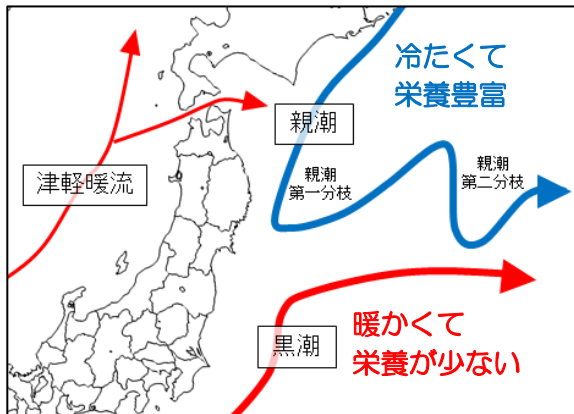 冷たくて
栄養豊富
親潮
津軽暖流
親潮
第一分枝
親潮
第二分枝
暖かくて
栄養が少ない
黒潮